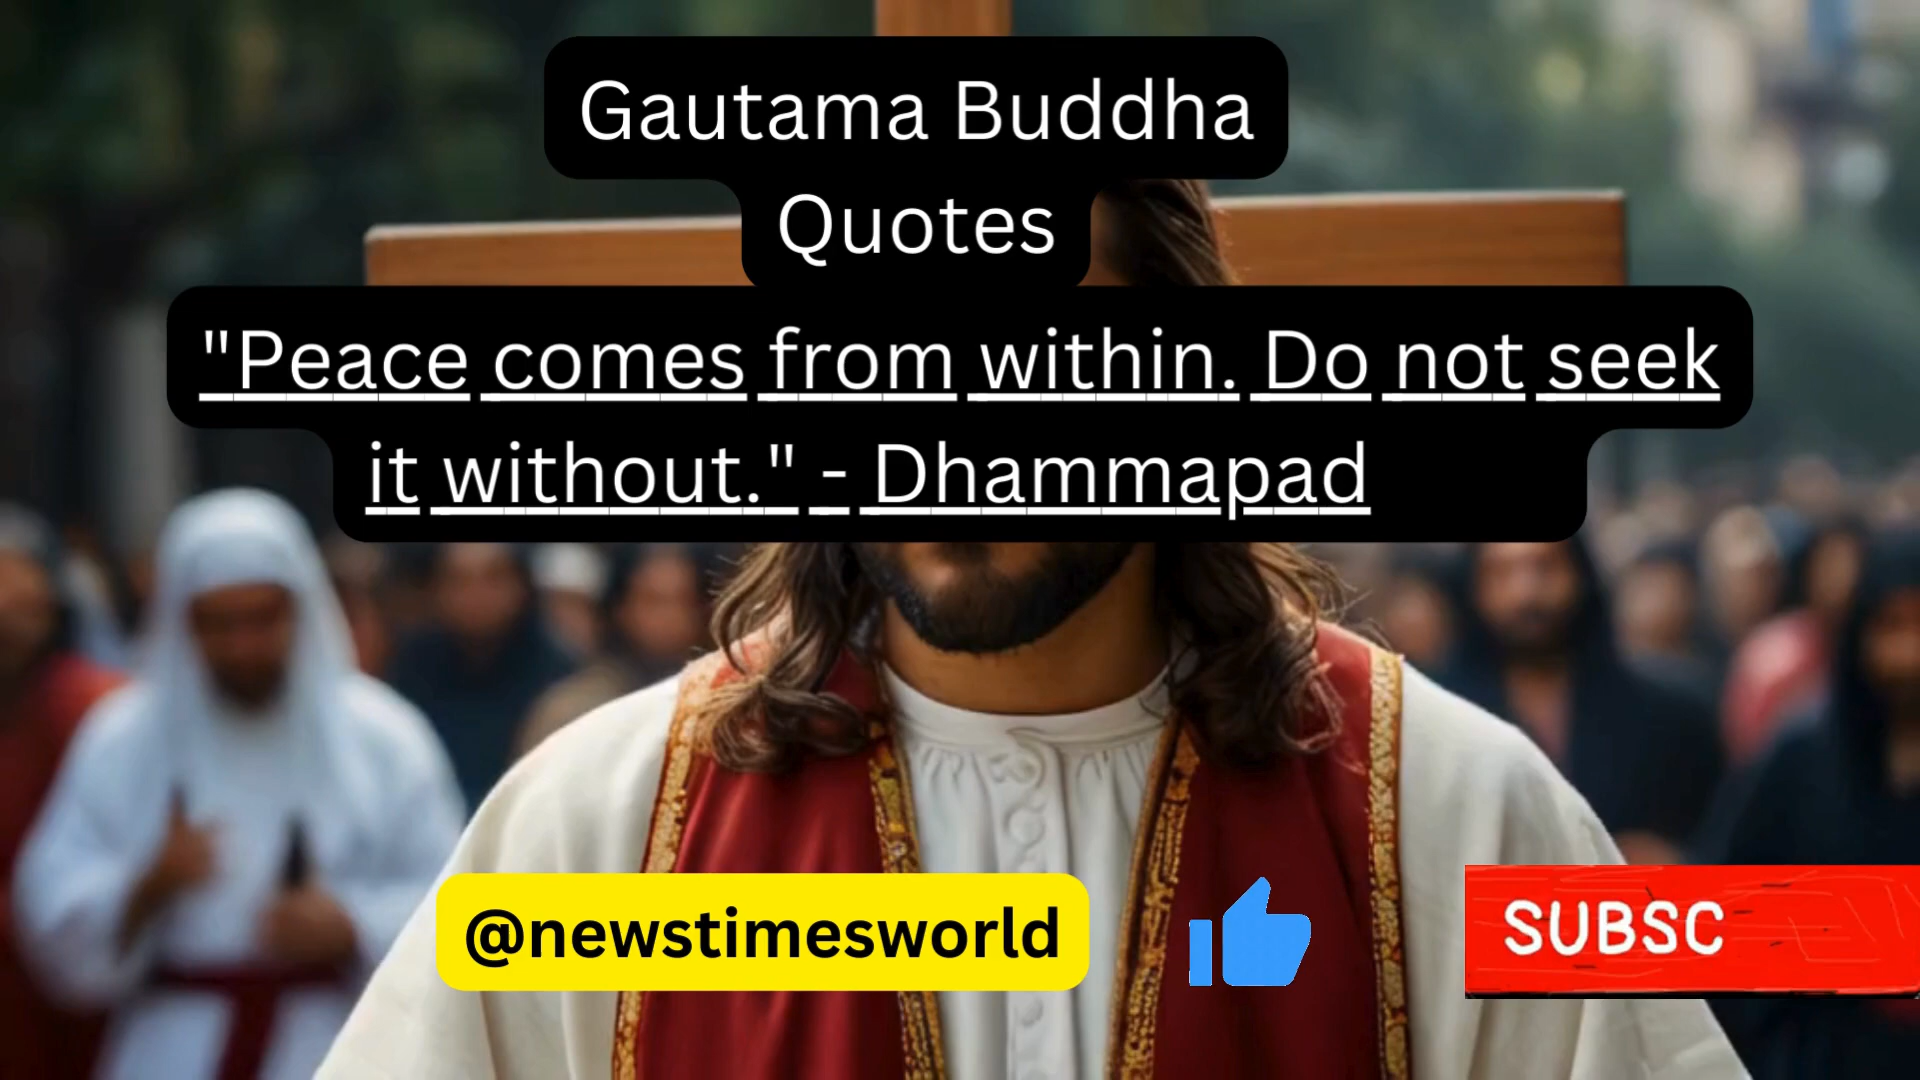 Gautama Buddha
Quotes
"Peace comes from within. Do not seek
it without." - Dhammapad
@newstimesworld
SUBSC